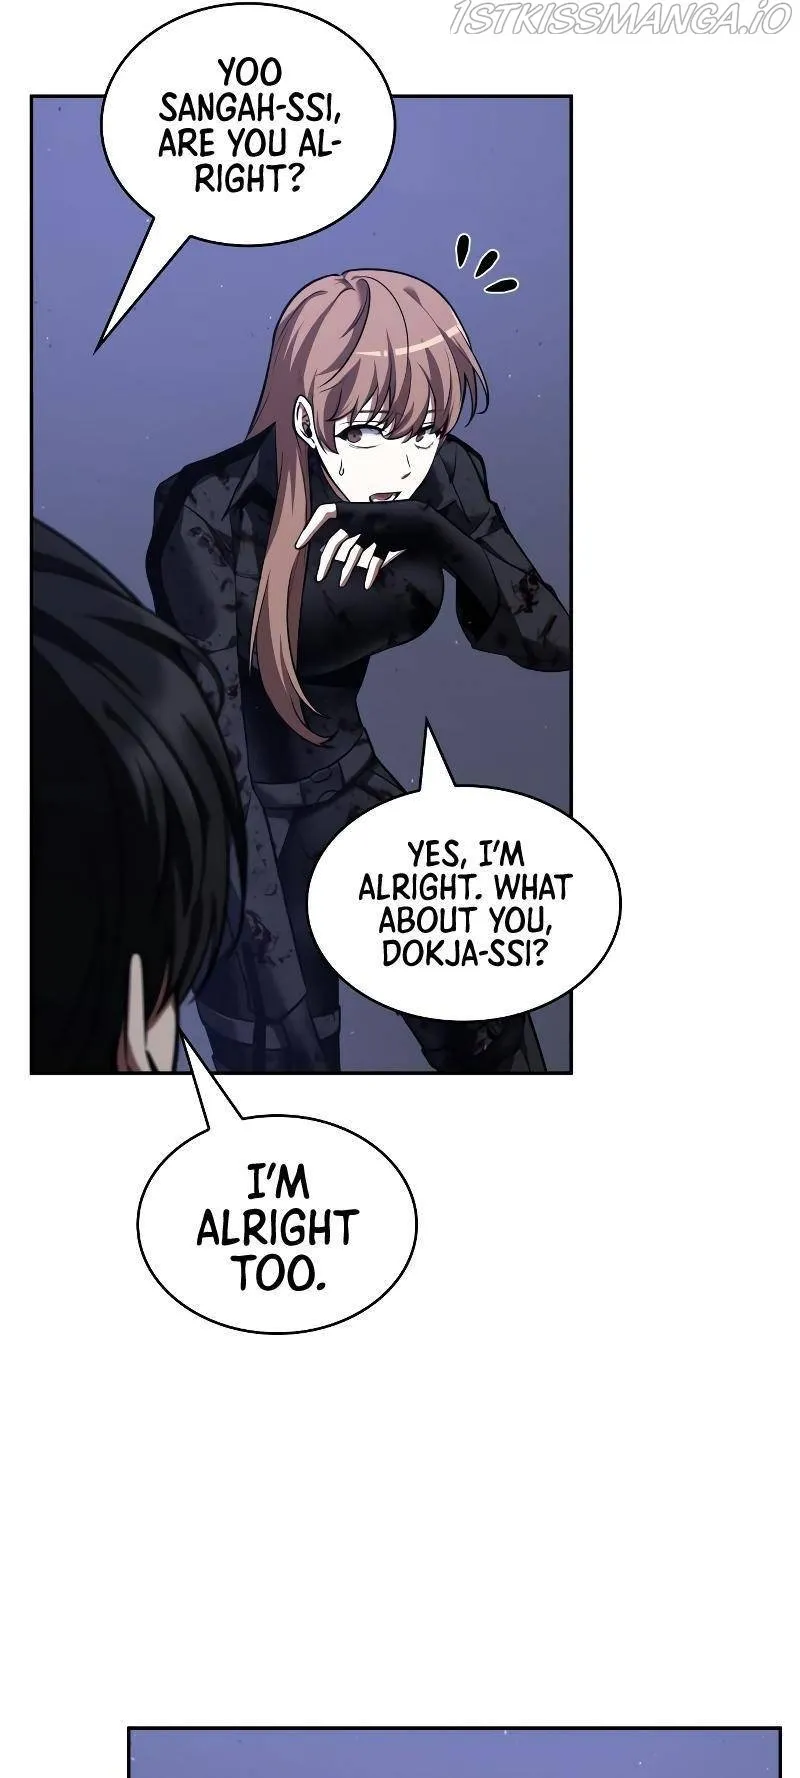 1STKISSMANGA.IO
YOO
SANGAH-SSI,
ARE YOU AL-
RIGHT?
YES, I'M
ALRIGHT. WHAT
ABOUT YOU,
DOKJA-SSI?
I'M
ALRIGHT
TOO.